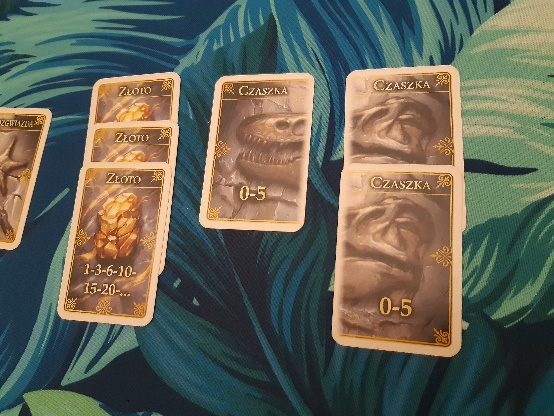 ZŁOTO
ZŁOTO
ZŁOTO
1-3-6-10-
15-20-...
CZASZKA
0-5
CZASZKA
CZASZKA
0-5